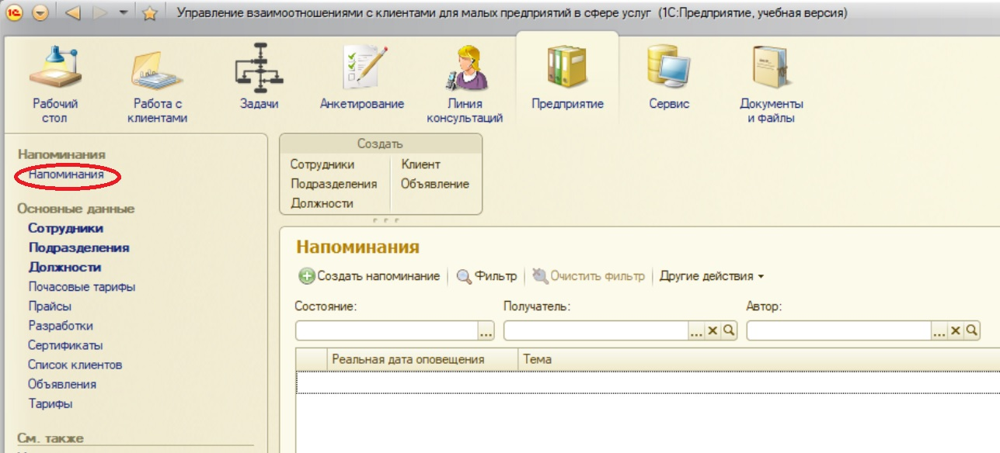 1С Управление взаимоотношениями с клиентами для малых предприятий в сфере услуг (1С:Предприятие, учебная версия)
Рабочий стол
Работа с клиентами
Задачи
Анкетирование
Линия консультаций
Предприятие
Сервис
Документы и файлы
Напоминания
Напоминания
Основные данные
Сотрудники
Подразделения
Должности
Почасовые тарифы
Прайсы
Разработки
Сертификаты
Список клиентов
Объявления
Тарифы
См. также
Создать
Сотрудники Клиент
Подразделения Объявление
Должности
Напоминания
Создать напоминание Фильтр Очистить фильтр Другие действия
Состояние: Получатель: Автор:
... ... ...
Реальная дата оповещения Тема